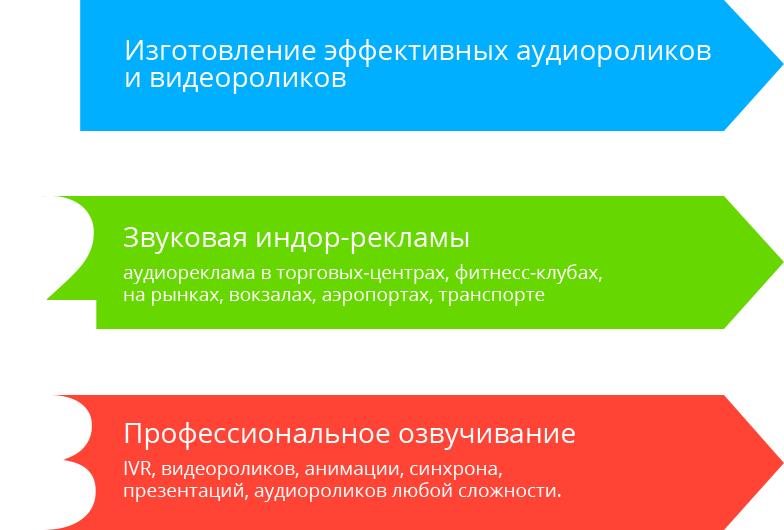 Изготовление эффективных аудиороликов
и видеороликов
Звуковая индор-рекламы
аудиореклама в торговых-центрах, фитнесс-клубах,
на рынках, вокзалах, аэропортах, транспорте
Профессиональное озвучивание
IVR, видеороликов, анимации, синхрона,
презентаций, аудиороликов любой сложности.